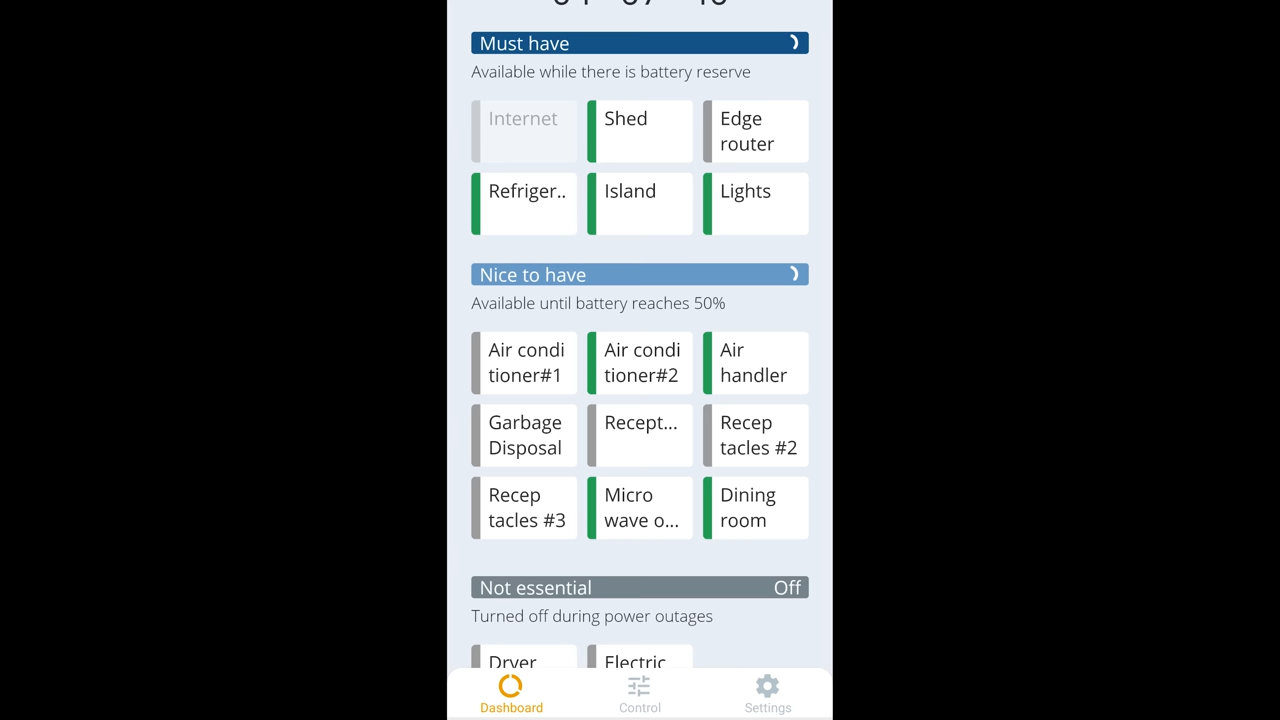 Must have
Available while there is battery reserve
Internet
Shed
Edge
router
Refriger..
Island
Lights
Nice to have
Available until battery reaches 50%
Air condi
tioner#1
Air condi
tioner#2
Air
handler
Garbage
Disposal
Recept...
Recep
tacles #2
Recep
tacles #3
Micro
wave o...
Dining
room
Not essential Off
Turned off during power outages
Dryer
Electric
Dashboard
Control
Settings